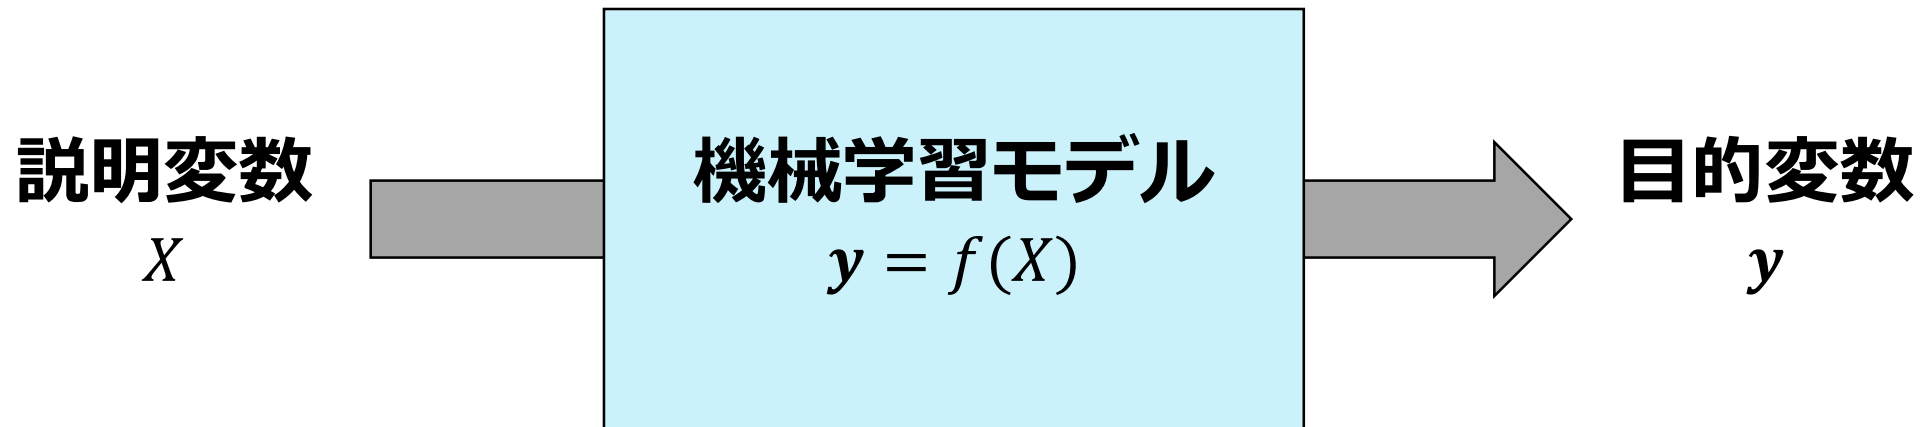 説明変数
X
機械学習モデル
y = f(X)
目的変数
y